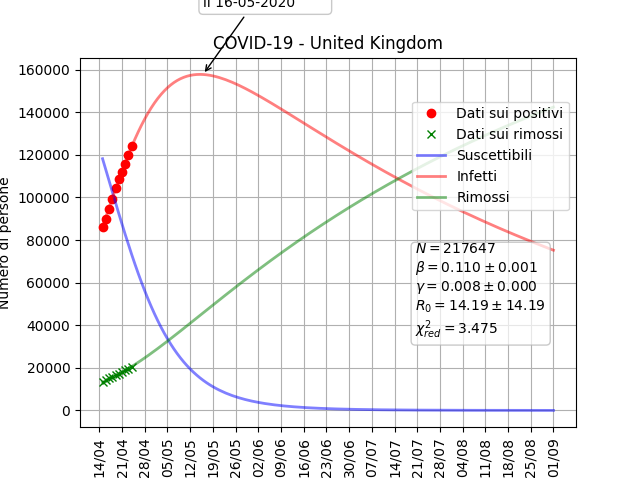 il 16-05-2020
COVID-19 - United Kingdom
Numero di persone
160000
140000
120000
100000
80000
60000
40000
20000
0
Dati sui positivi
Dati sui rimossi
Suscettibili
Infetti
Rimossi
N = 217647
β = 0.110 ± 0.001
γ = 0.008 ± 0.000
R₀ = 14.19 ± 14.19
χ²red = 3.475
14/04
21/04
28/04
05/05
12/05
19/05
26/05
02/06
09/06
16/06
23/06
30/06
07/07
14/07
21/07
28/07
04/08
11/08
18/08
25/08
01/09